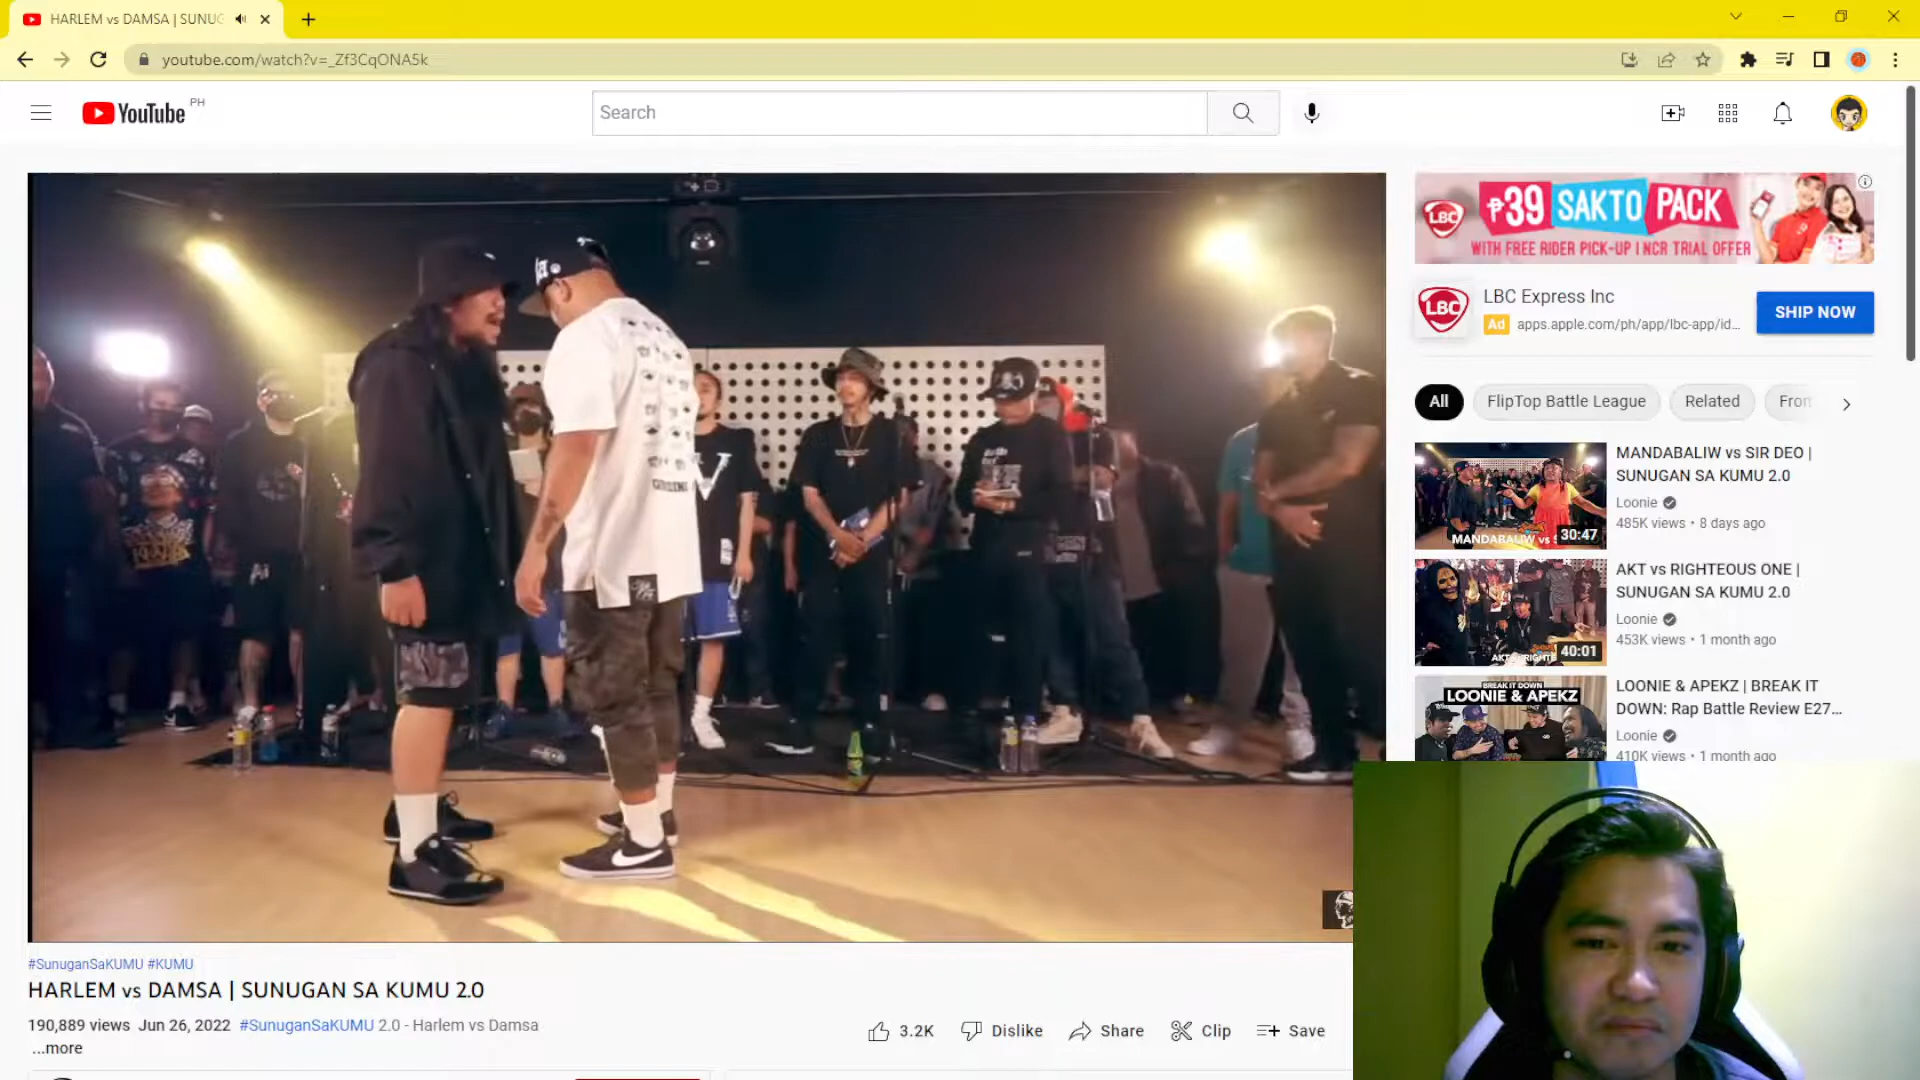 HARLEM vs DAMSA | SUNUG
youtube.com/watch?v=_Zf3CqONA5k
YouTube PH
Search
LBC ₱39 SAKTO PACK
WITH FREE RIDER PICK-UP | NCR TRIAL OFFER
LBC
LBC Express Inc
Ad apps.apple.com/ph/app/lbc-app/id...
SHIP NOW
All FlipTop Battle League Related From
MANDABALIW vs S
30:47
MANDABALIW vs SIR DEO |
SUNUGAN SA KUMU 2.0
Loonie
485K views • 8 days ago
40:01
AKT vs RIGHTEOUS ONE |
SUNUGAN SA KUMU 2.0
Loonie
453K views • 1 month ago
BREAK IT DOWN
LOONIE & APEKZ
LOONIE & APEKZ | BREAK IT
DOWN: Rap Battle Review E27...
Loonie
410K views • 1 month ago
#SunuganSaKUMU #KUMU
HARLEM vs DAMSA | SUNUGAN SA KUMU 2.0
190,889 views Jun 26, 2022 #SunuganSaKUMU 2.0 - Harlem vs Damsa
...more
3.2K Dislike Share Clip Save